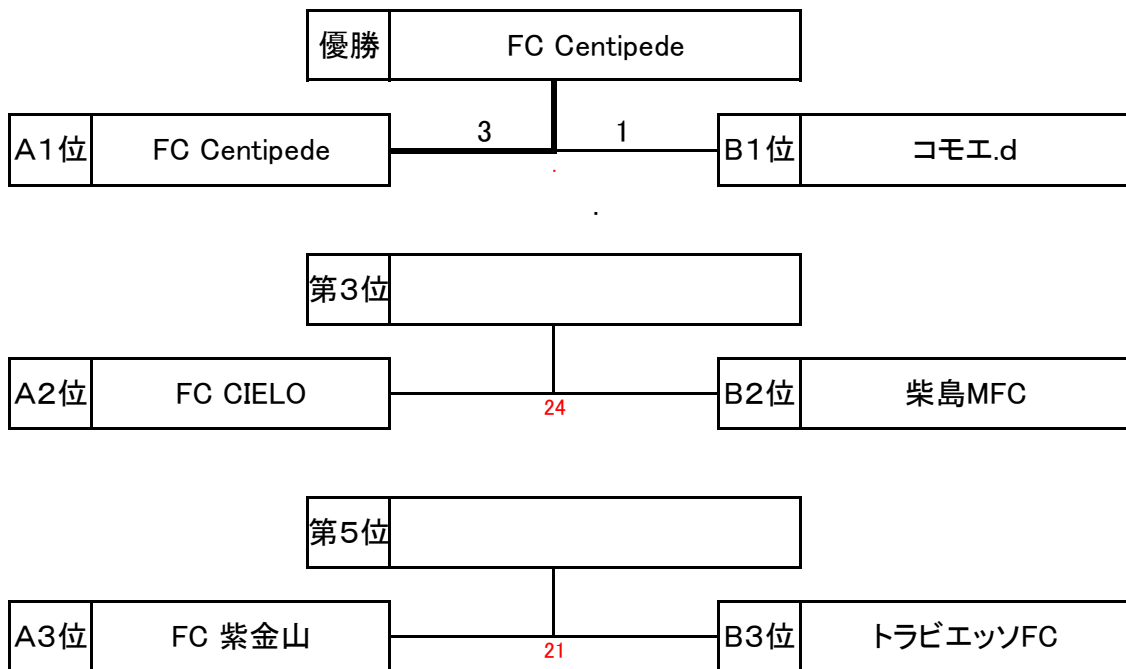 優勝 FC Centipede
3 1
A1位 FC Centipede B1位 コモエ.d
.
.
第3位
A2位 FC CIELO B2位 柴島MFC
24
第5位
A3位 FC 紫金山 B3位 トラビエッソFC
21